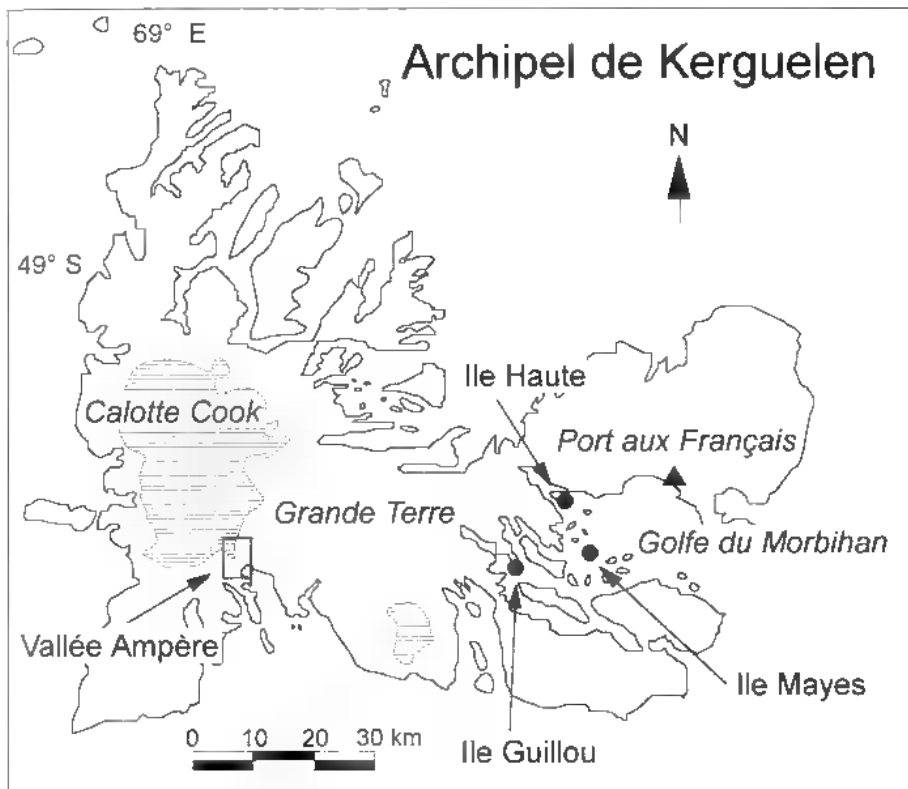 69° E
Archipel de Kerguelen
N
49° S
Ile Haute
Calotte Cook
Port aux Français
Grande Terre
Golfe du Morbihan
Vallée Ampère
Ile Mayes
0 10 20 30 km
Ile Guillou